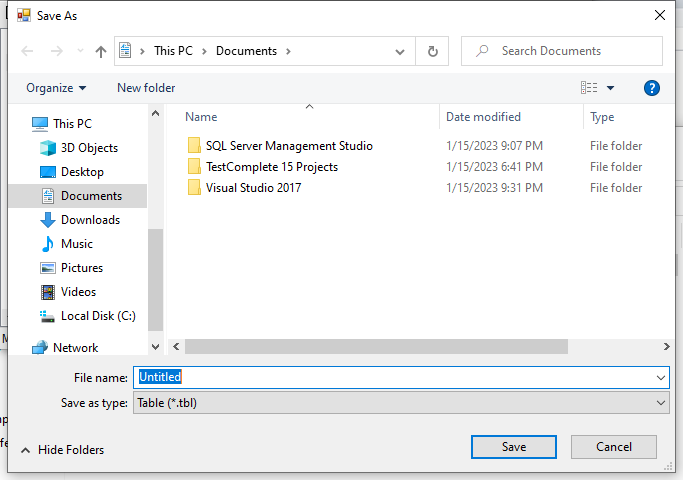 Save As
This PC
Documents
Search Documents
Organize
New folder
?
Name
Date modified
Type
This PC
3D Objects
Desktop
Documents
Downloads
Music
Pictures
Videos
Local Disk (C:)
Network
SQL Server Management Studio 1/15/2023 9:07 PM File folder
TestComplete 15 Projects 1/15/2023 6:41 PM File folder
Visual Studio 2017 1/15/2023 9:31 PM File folder
File name: Untitled
Save as type: Table (*.tbl)
Hide Folders
Save
Cancel